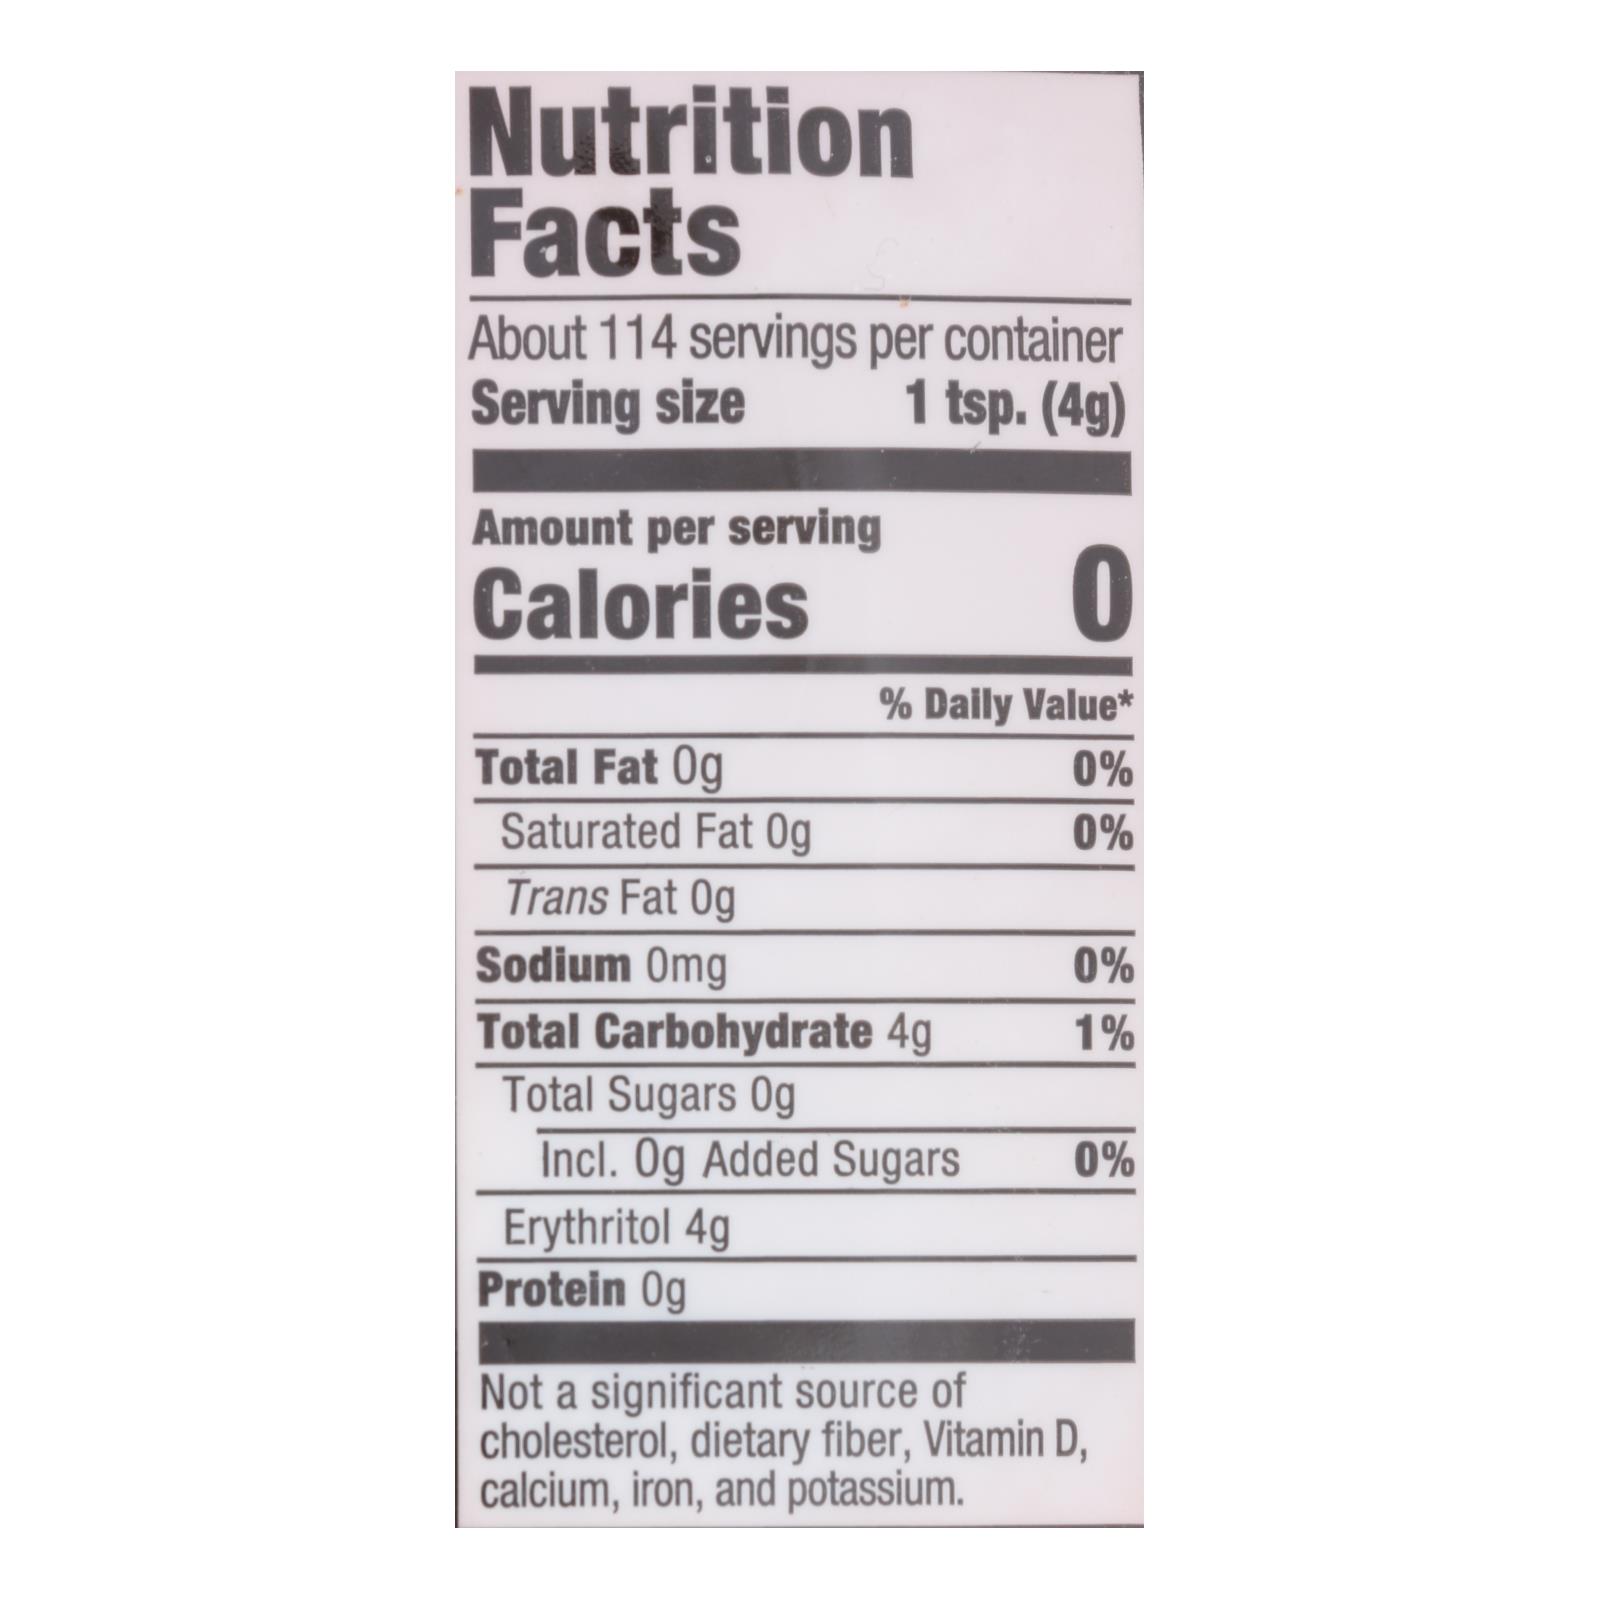 Nutrition
Facts
About 114 servings per container
Serving size 1 tsp. (4g)
Amount per serving
Calories 0
% Daily Value*
Total Fat 0g 0%
Saturated Fat 0g 0%
Trans Fat 0g
Sodium 0mg 0%
Total Carbohydrate 4g 1%
Total Sugars 0g
Incl. 0g Added Sugars 0%
Erythritol 4g
Protein 0g
Not a significant source of
cholesterol, dietary fiber, Vitamin D,
calcium, iron, and potassium.